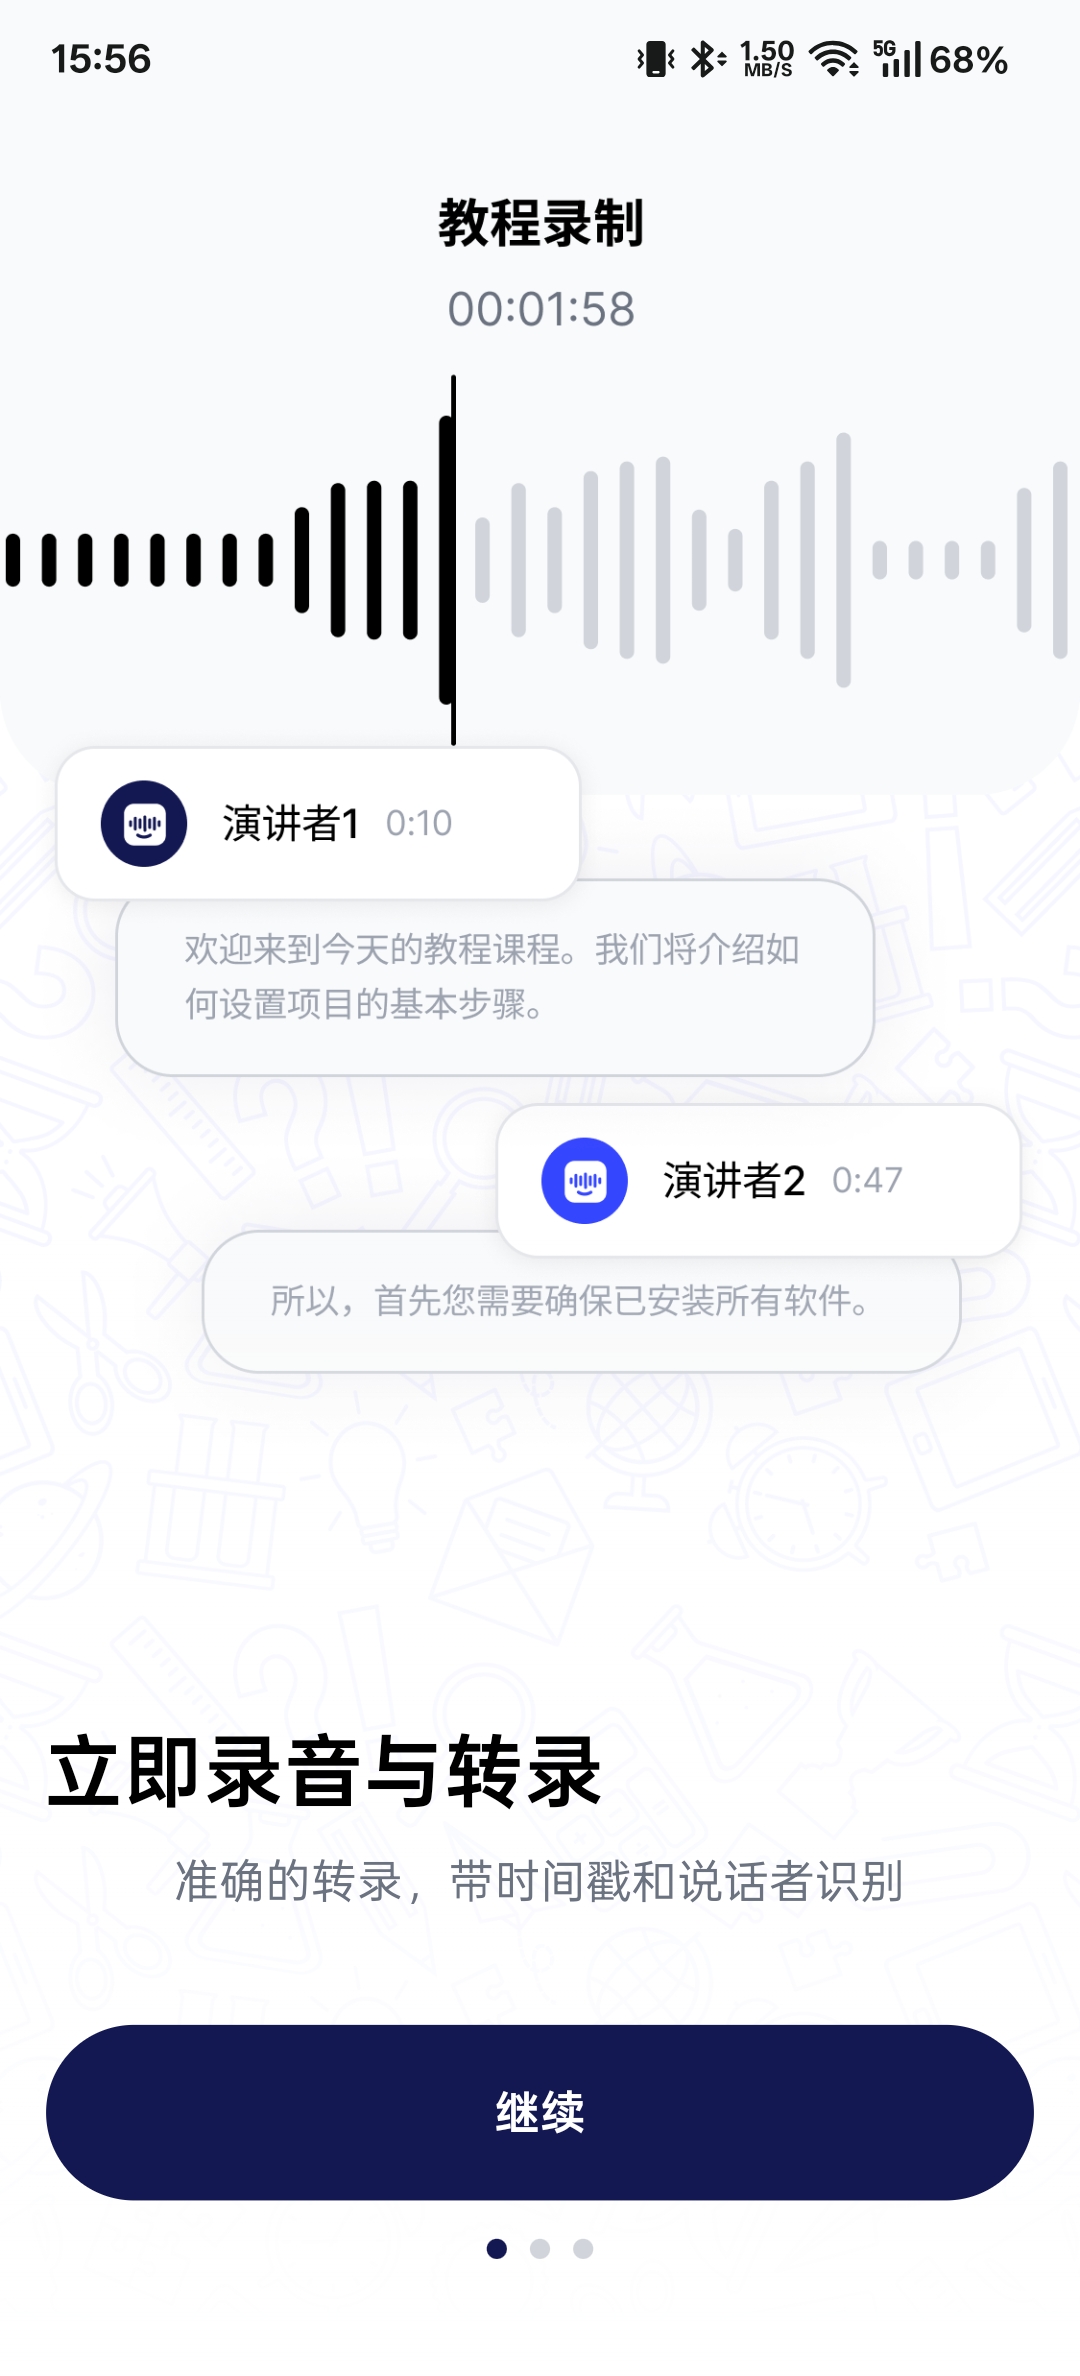 15:56
1.50
MB/S
5G
68%
教程录制
00:01:58
演讲者1 0:10
欢迎来到今天的教程课程。我们将介绍如
何设置项目的基本步骤。
演讲者2 0:47
所以，首先您需要确保已安装所有软件。
立即录音与转录
准确的转录，带时间戳和说话者识别
继续